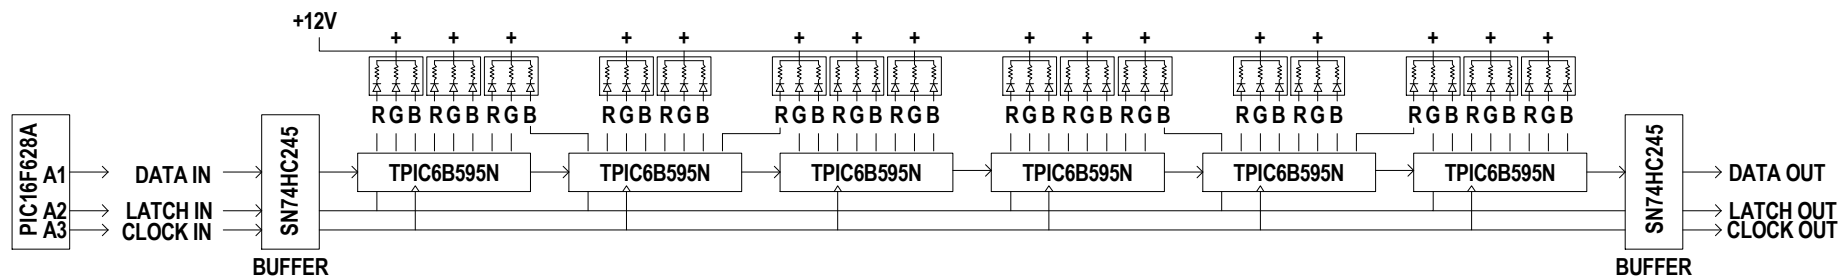 +12V
+ + + + + + + + + + + + + + + +
R G B R G B R G B R G B R G B R G B R G B R G B R G B R G B R G B R G B R G B R G B R G B R G B
PIC16F628A
A1
A2
A3
DATA IN
LATCH IN
CLOCK IN
SN74HC245
BUFFER
TPIC6B595N TPIC6B595N TPIC6B595N TPIC6B595N TPIC6B595N TPIC6B595N
SN74HC245
BUFFER
DATA OUT
LATCH OUT
CLOCK OUT